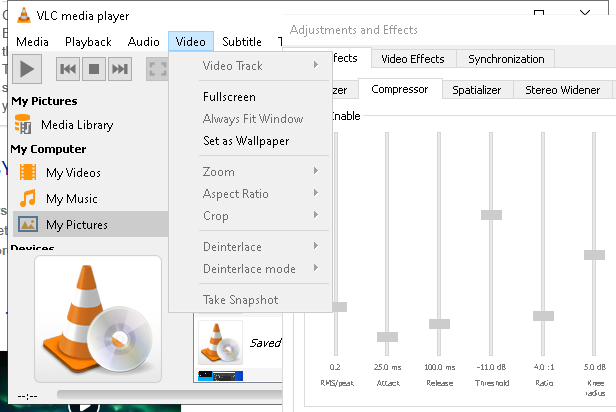 VLC media player
Media Playback Audio Video Subtitle
Video Track
Fullscreen
Always Fit Window
Set as Wallpaper
Zoom
Aspect Ratio
Crop
Deinterlace
Deinterlace mode
Take Snapshot
My Pictures
Media Library
My Computer
My Videos
My Music
My Pictures
Devices
Saved
--:--
Adjustments and Effects
Video Effects Synchronization
Compressor Spatializer Stereo Widener
Enable
0.2 25.0 ms 100.0 ms -11.0 dB 4.0 :1 5.0 dB
RMS/peak Attack Release Threshold Ratio Knee
radius